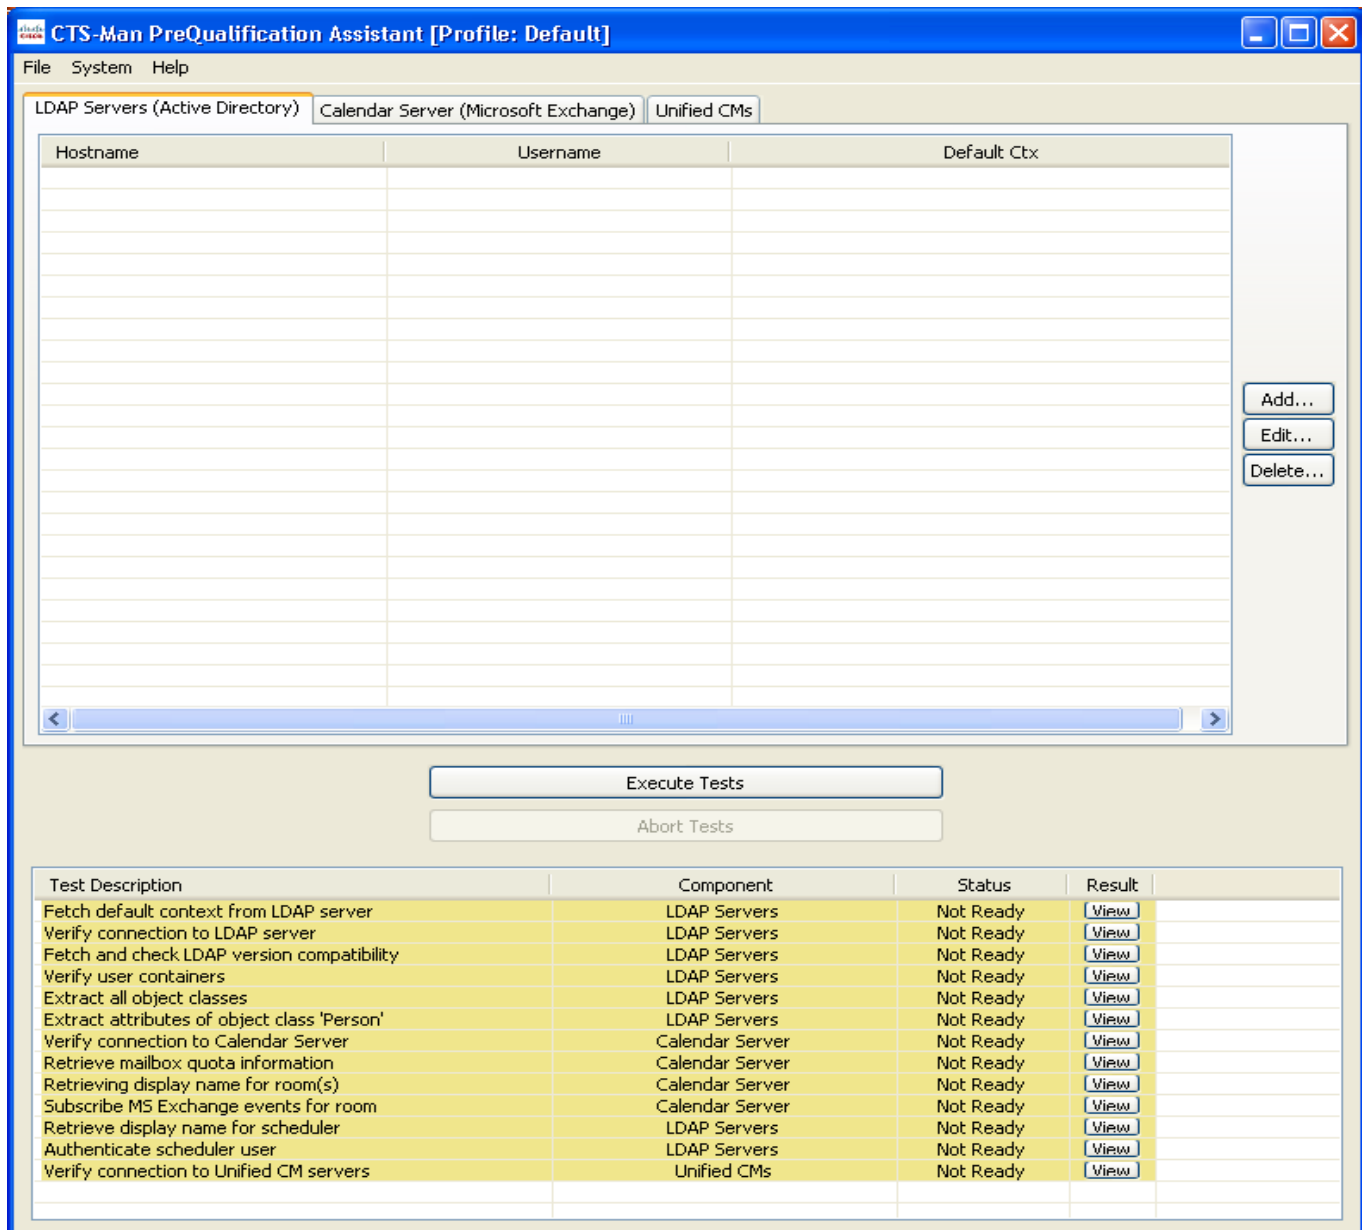 CTS-Man PreQualification Assistant [Profile: Default]
File System Help
LDAP Servers (Active Directory) Calendar Server (Microsoft Exchange) Unified CMs
Hostname Username Default Ctx
Add...
Edit...
Delete...
Execute Tests
Abort Tests
Test Description Component Status Result
Fetch default context from LDAP server LDAP Servers Not Ready View
Verify connection to LDAP server LDAP Servers Not Ready View
Fetch and check LDAP version compatibility LDAP Servers Not Ready View
Verify user containers LDAP Servers Not Ready View
Extract all object classes LDAP Servers Not Ready View
Extract attributes of object class 'Person' LDAP Servers Not Ready View
Verify connection to Calendar Server Calendar Server Not Ready View
Retrieve mailbox quota information Calendar Server Not Ready View
Retrieving display name for room(s) Calendar Server Not Ready View
Subscribe MS Exchange events for room Calendar Server Not Ready View
Retrieve display name for scheduler LDAP Servers Not Ready View
Authenticate scheduler user LDAP Servers Not Ready View
Verify connection to Unified CM servers Unified CMs Not Ready View